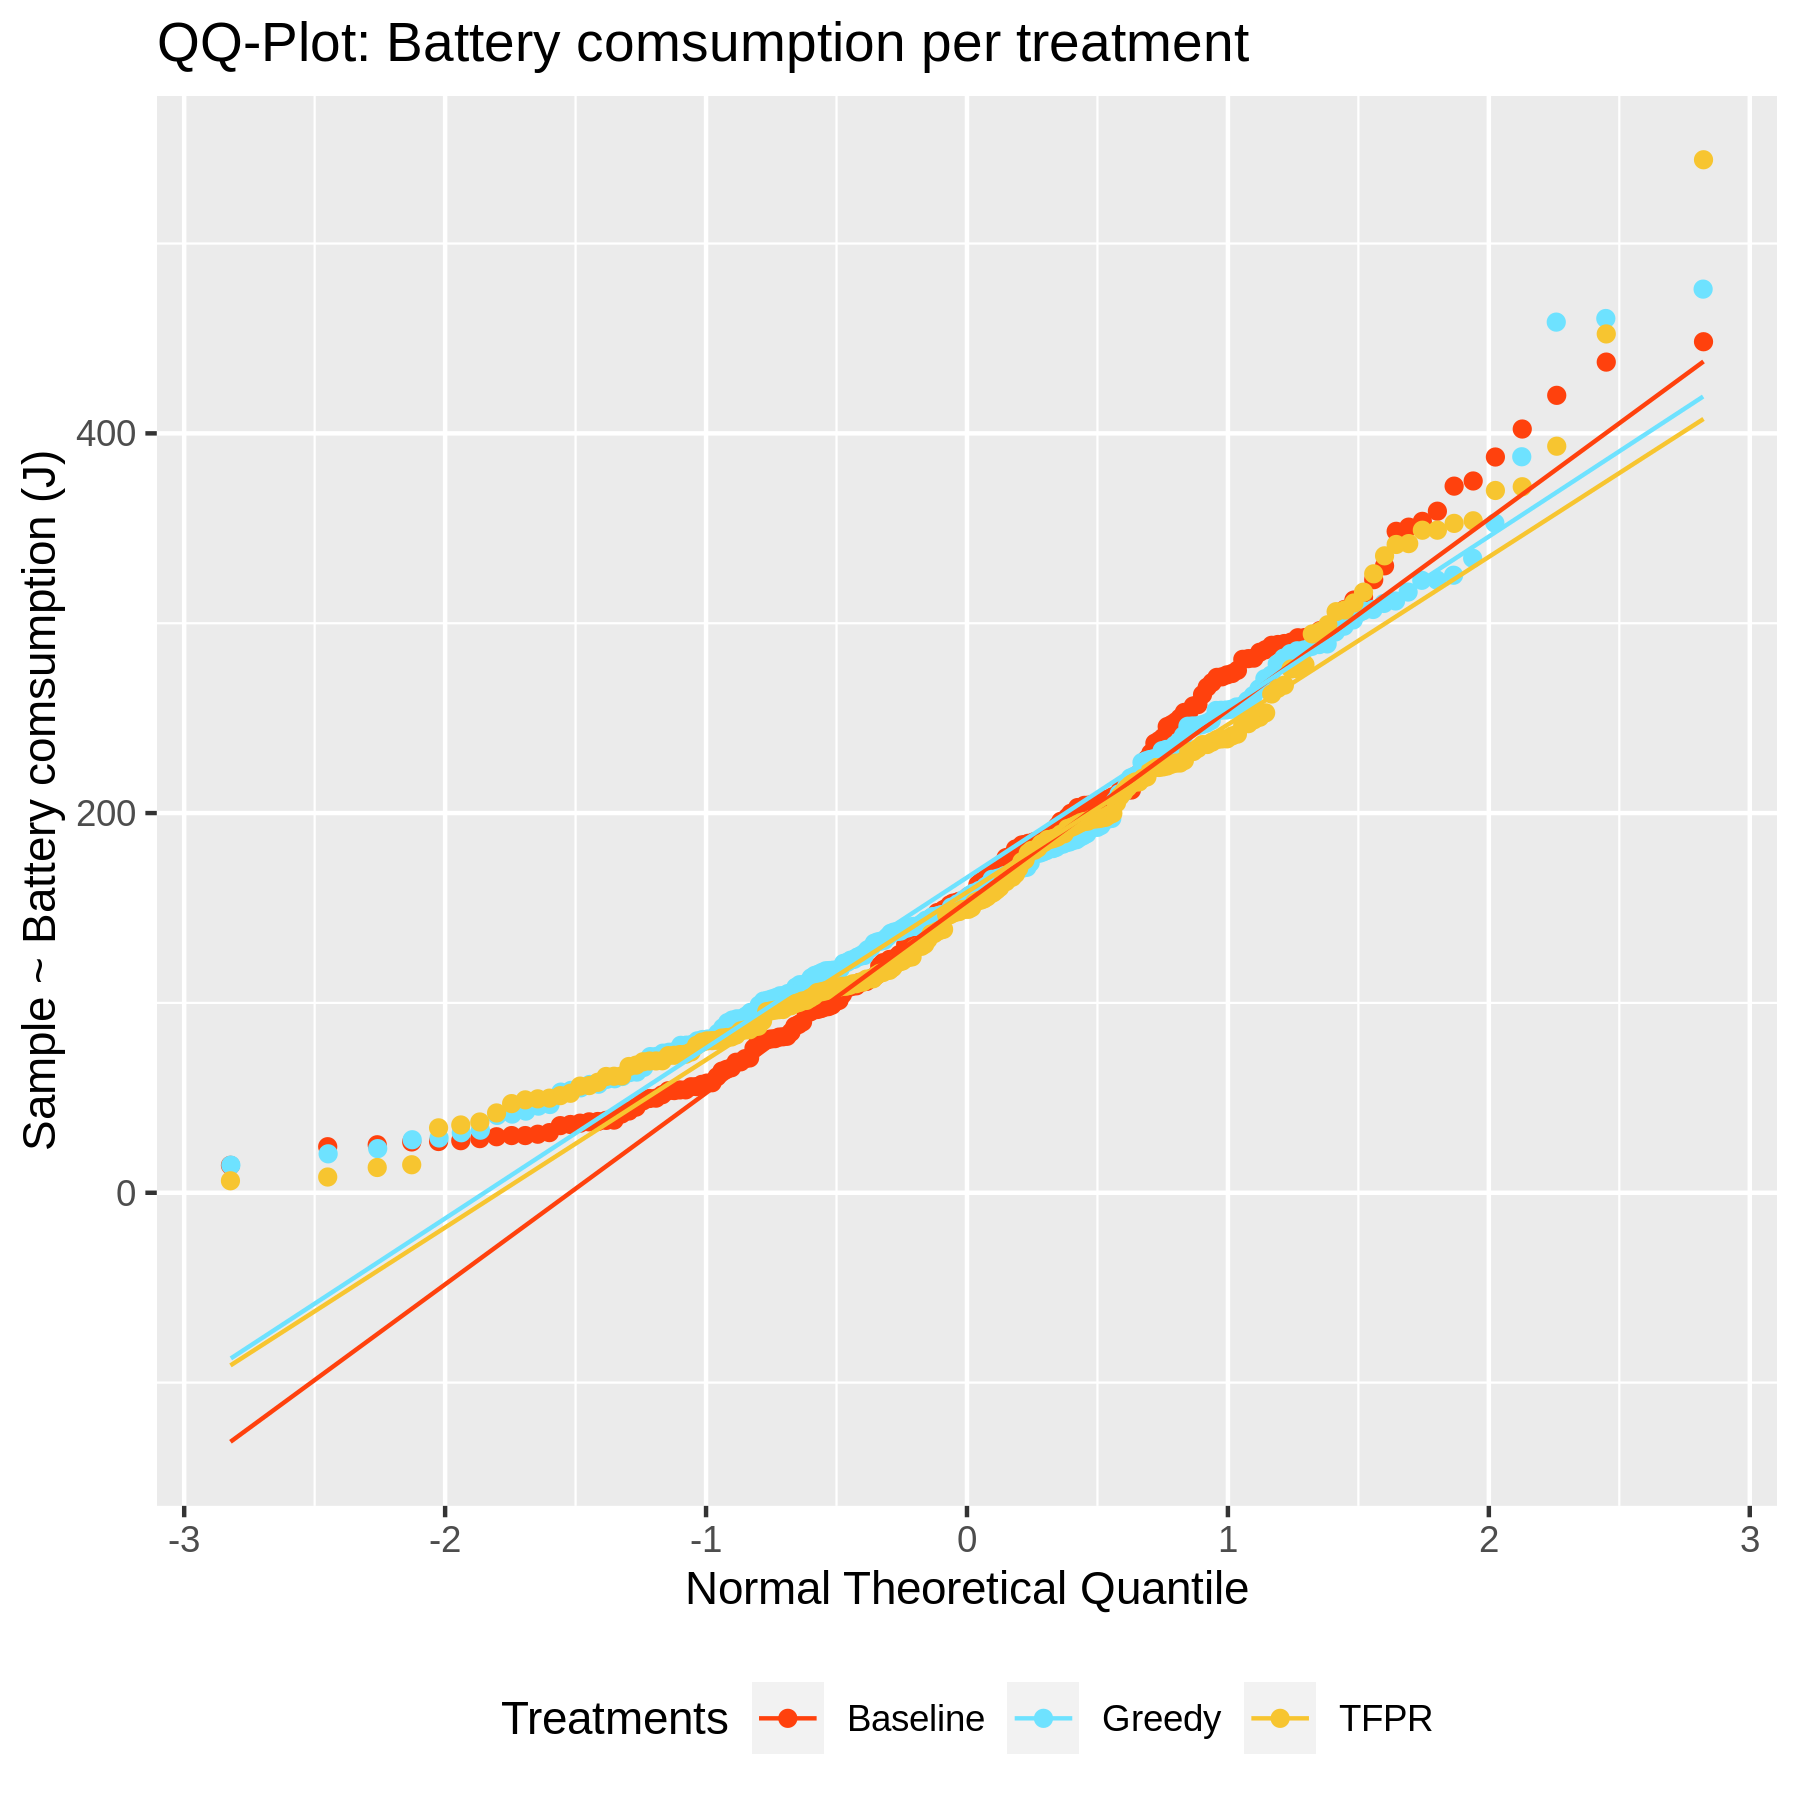 QQ-Plot: Battery comsumption per treatment
Sample ~ Battery comsumption (J)
400
200
0
-3 -2 -1 0 1 2 3
Normal Theoretical Quantile
Treatments Baseline Greedy TFPR